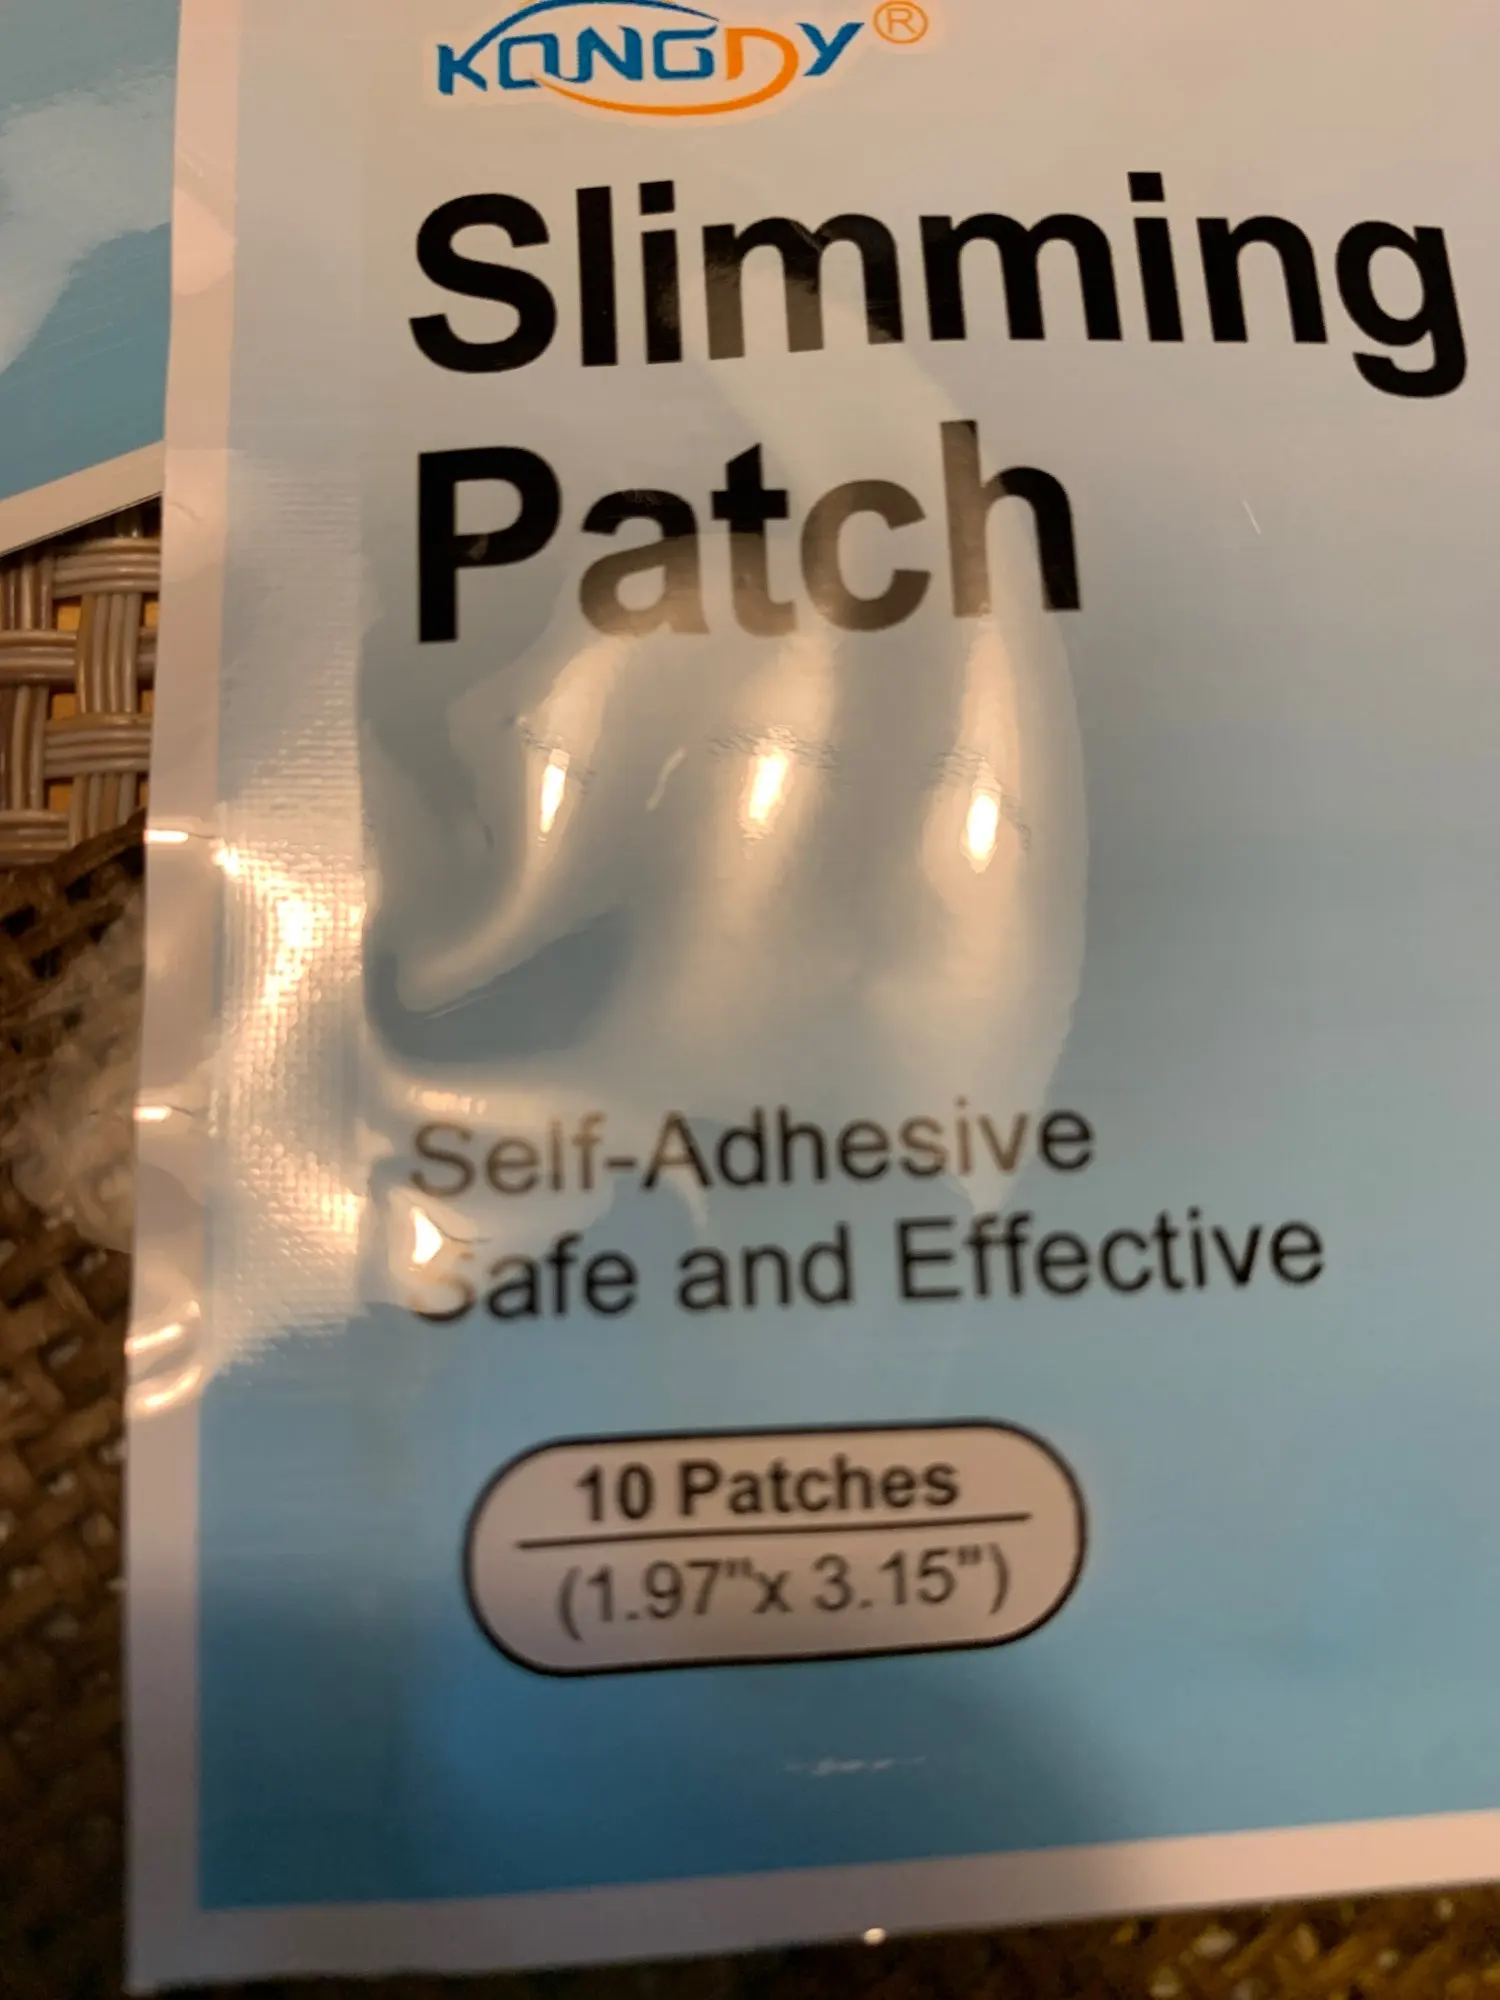 KONGDY®
Slimming
Patch
Self-Adhesive
Safe and Effective
10 Patches
(1.97"x 3.15")